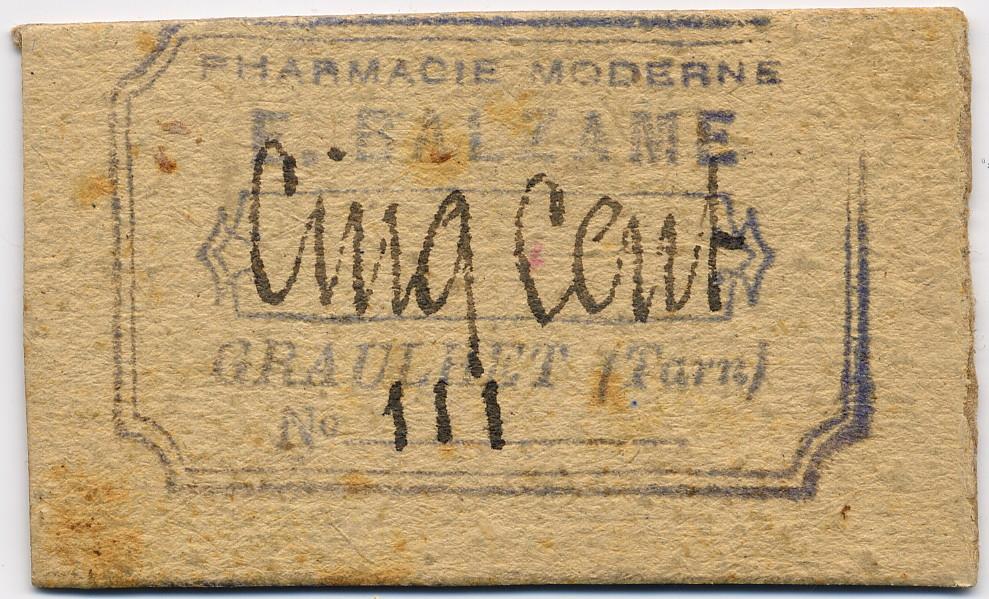 PHARMACIE MODERNE
E. BALZAME
Cinq Cent
GRAULHET (Tarn)
No 111